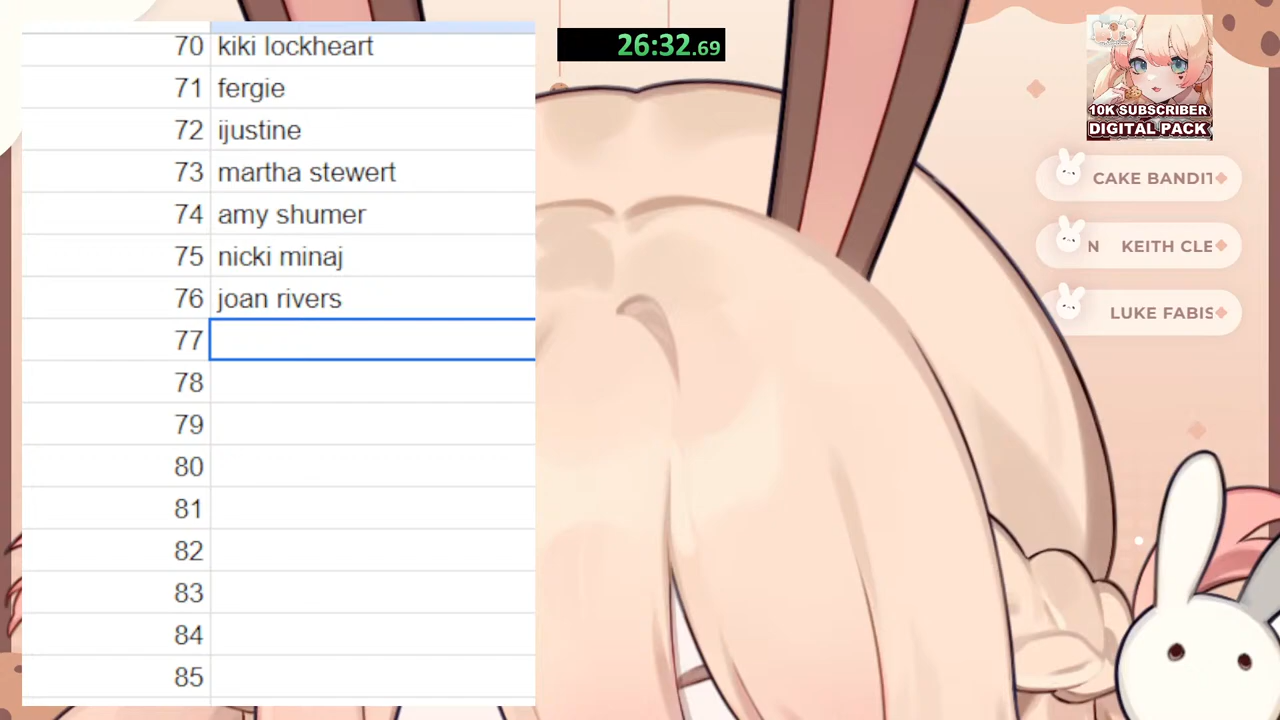 70 kiki lockheart
71 fergie
72 ijustine
73 martha stewert
74 amy shumer
75 nicki minaj
76 joan rivers
77
78
79
80
81
82
83
84
85
26:32.69
10K SUBSCRIBER
DIGITAL PACK
CAKE BANDIT
N KEITH CLE
LUKE FABIS